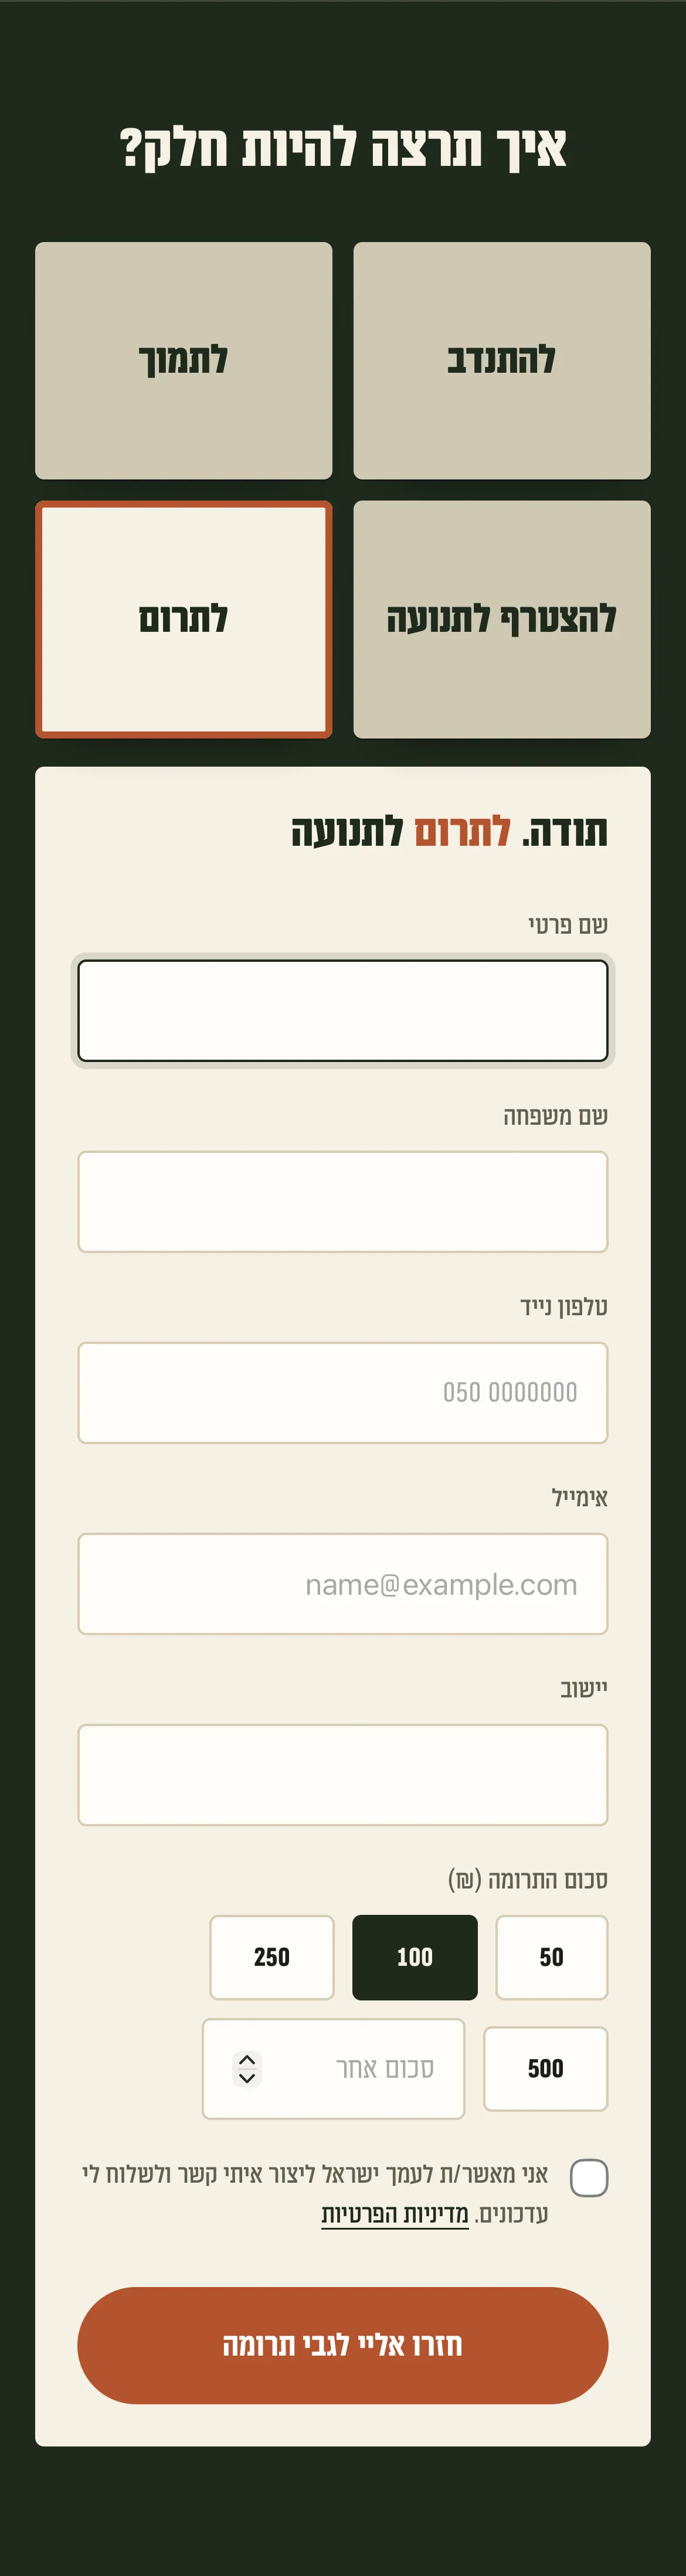 איך תרצה להיות חלק?
להתנדב
לתמוך
להצטרף לתנועה
לתרום
תודה. לתרום לתנועה
שם פרטי
שם משפחה
טלפון נייד
050 0000000
אימייל
name@example.com
יישוב
סכום התרומה (₪)
50
100
250
500
סכום אחר
אני מאשר/ת לעמך ישראל ליצור איתי קשר ולשלוח לי
עדכונים. מדיניות הפרטיות
חזרו אליי לגבי תרומה